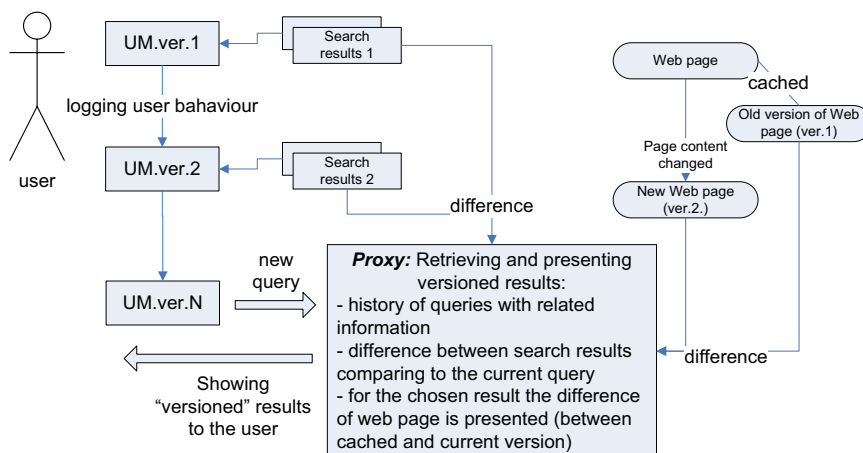 UM.ver.1
Search
results 1
logging user bahaviour
user
UM.ver.2
Search
results 2
difference
UM.ver.N
new
query
Showing
“versioned” results
to the user
Proxy: Retrieving and presenting
versioned results:
- history of queries with related
information
- difference between search results
comparing to the current query
- for the chosen result the difference
of web page is presented (between
cached and current version)
Web page
cached
Old version of Web
page (ver.1)
Page content
changed
New Web page
(ver.2.)
difference